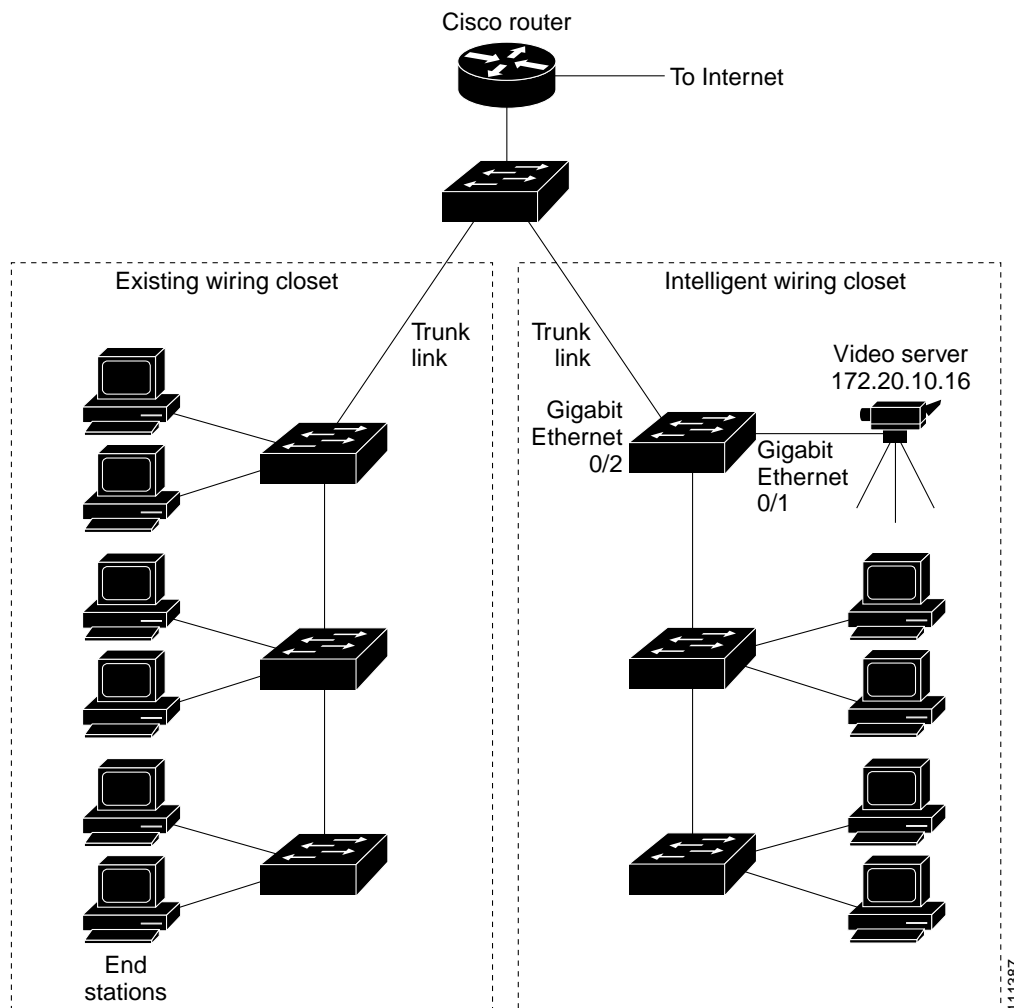 Cisco router
To Internet
Existing wiring closet
Intelligent wiring closet
Trunk
link
Trunk
link
Video server
172.20.10.16
Gigabit
Ethernet
0/2
Gigabit
Ethernet
0/1
End
stations
111387